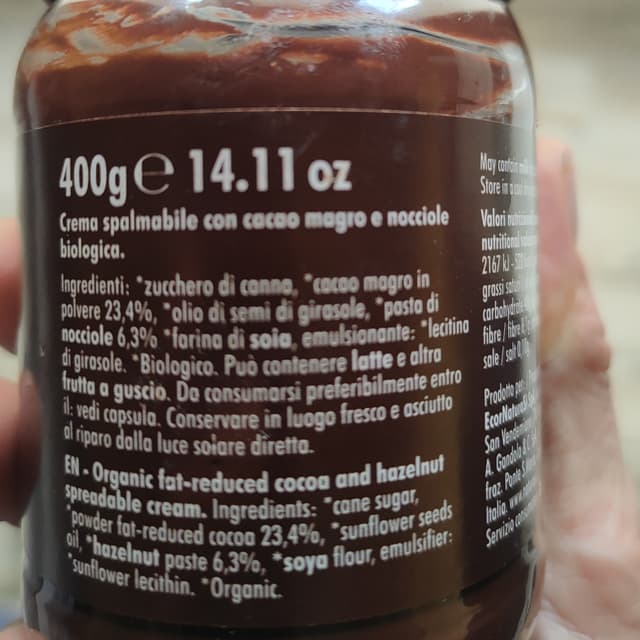 400g e 14.11 oz
Crema spalmabile con cacao magro e nocciole
biologica.
Ingredienti: *zucchero di canna, *cacao magro in
polvere 23,4%, *olio di semi di girasole, *pasta di
nocciole 6,3% *farina di soia, emulsionante: *lecitina
di girasole. *Biologico. Può contenere latte e altra
frutta a guscio. Da consumarsi preferibilmente entro
il: vedi capsula. Conservare in luogo fresco e asciutto
al riparo dalla luce solare diretta.
EN - Organic fat-reduced cocoa and hazelnut
spreadable cream. Ingredients: *cane sugar,
*powder fat-reduced cocoa 23,4%, *sunflower seeds
oil, *hazelnut paste 6,3%, *soya flour, emulsifier:
*sunflower lecithin. *Organic.
May contain
Store in a
Valori
nutritional
2167 kJ -
grassi
fibre /
sale / salt
Prodotto
San
A.
fraz.
Italia.
Servizio